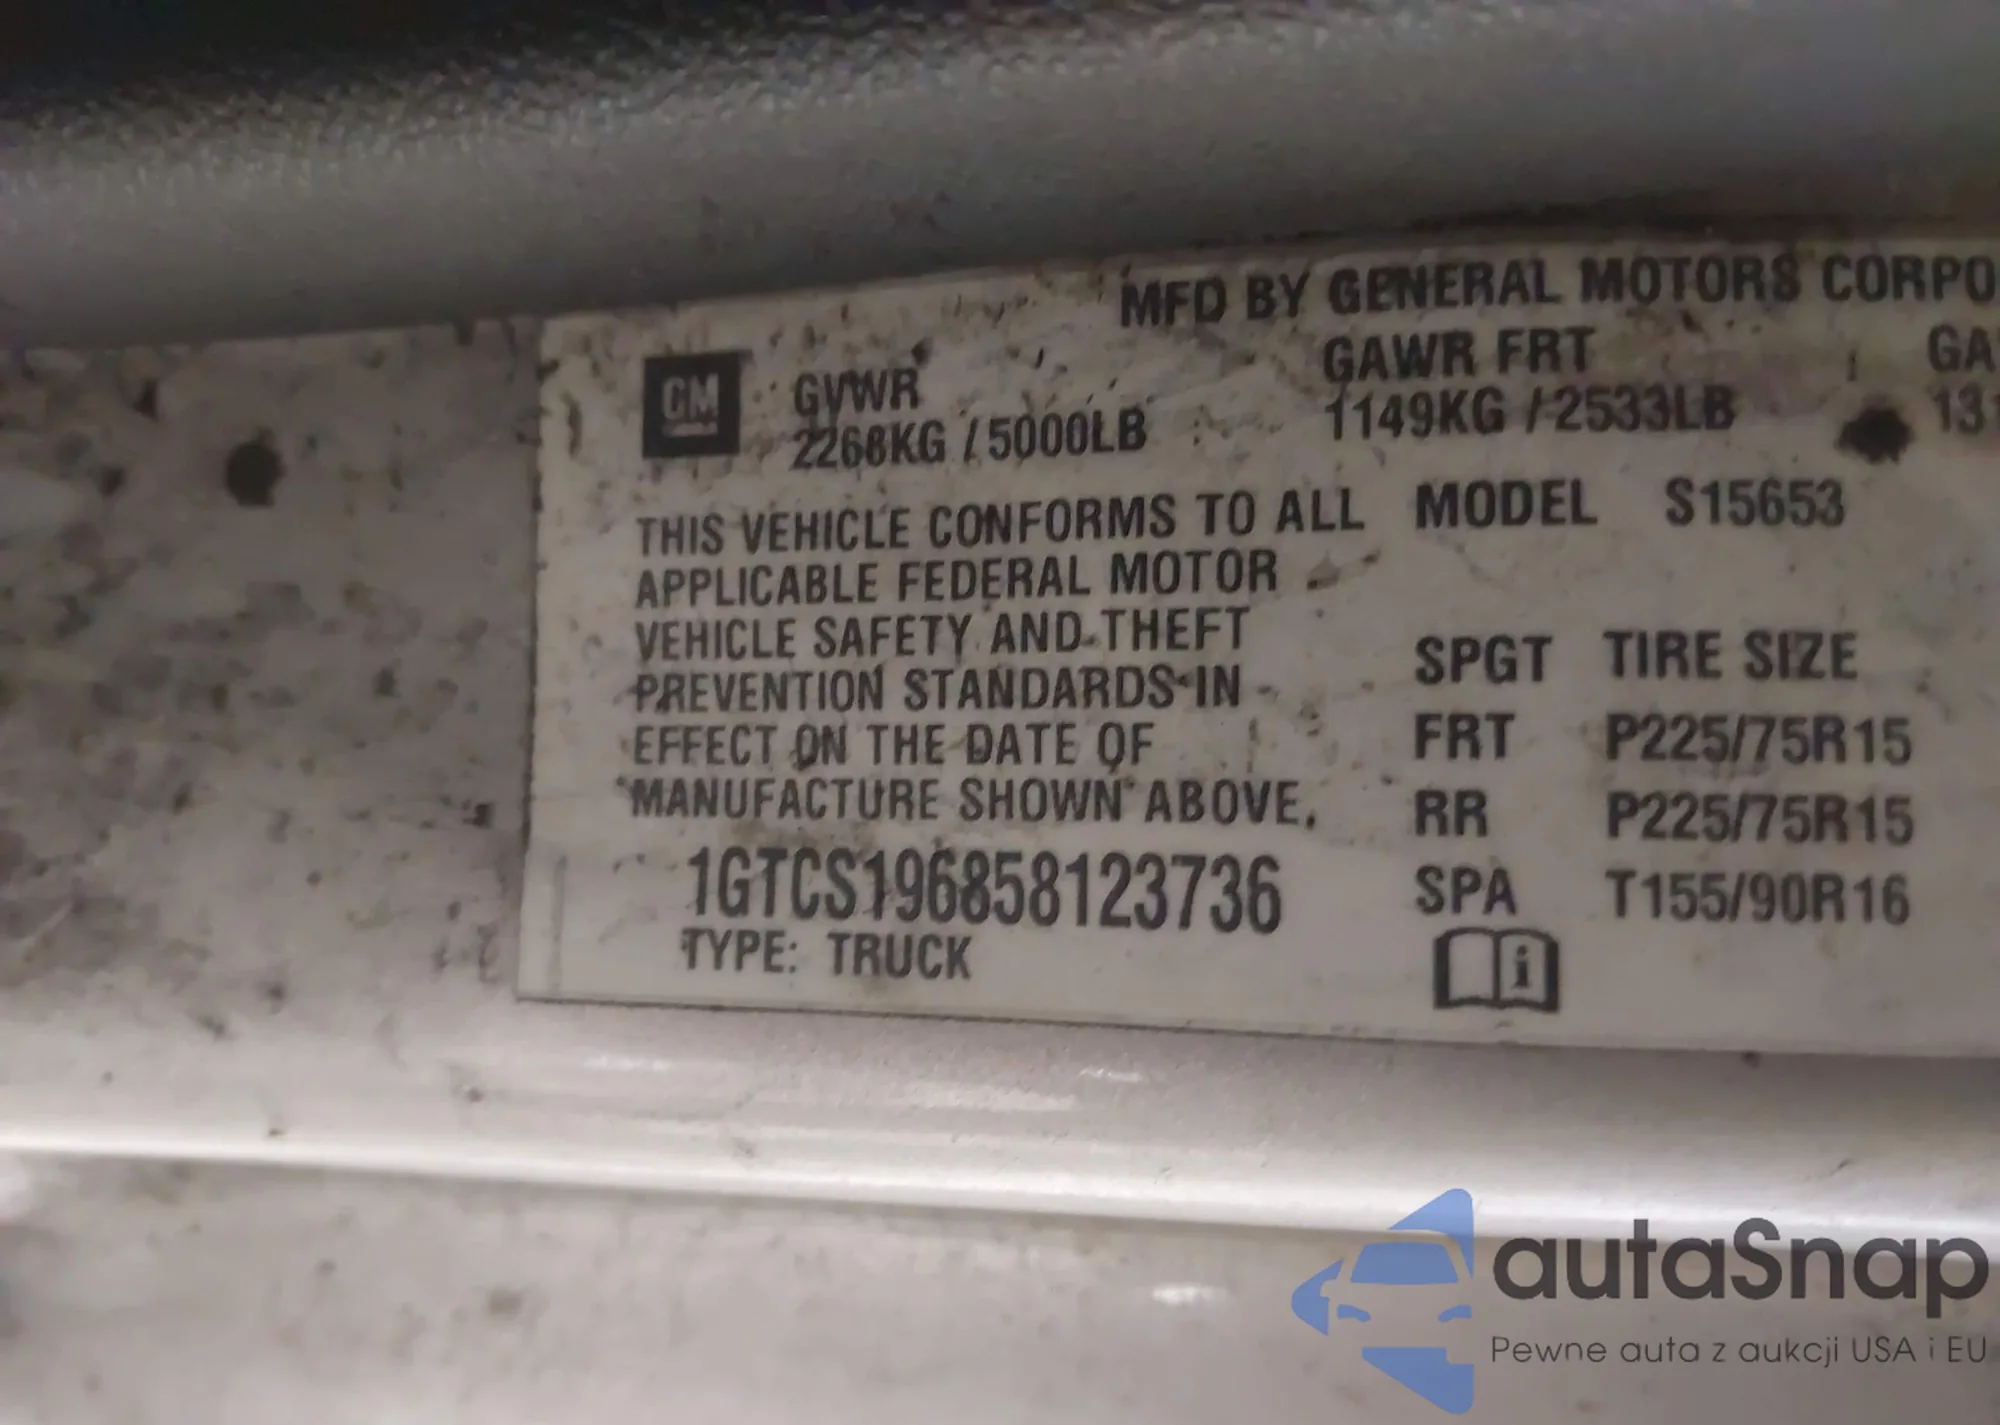 MFD BY GENERAL MOTORS CORPO
GM
GVWR
GAWR FRT
GA
2268KG / 5000LB
1149KG / 2533LB
131
THIS VEHICLE CONFORMS TO ALL
APPLICABLE FEDERAL MOTOR
VEHICLE SAFETY AND THEFT
PREVENTION STANDARDS IN
EFFECT ON THE DATE OF
MANUFACTURE SHOWN ABOVE.
1GTCS196858123736
TYPE: TRUCK
MODEL S15653
SPGT TIRE SIZE
FRT P225/75R15
RR P225/75R15
SPA T155/90R16
i
autaSnap
Pewne auta z aukcji USA i EU